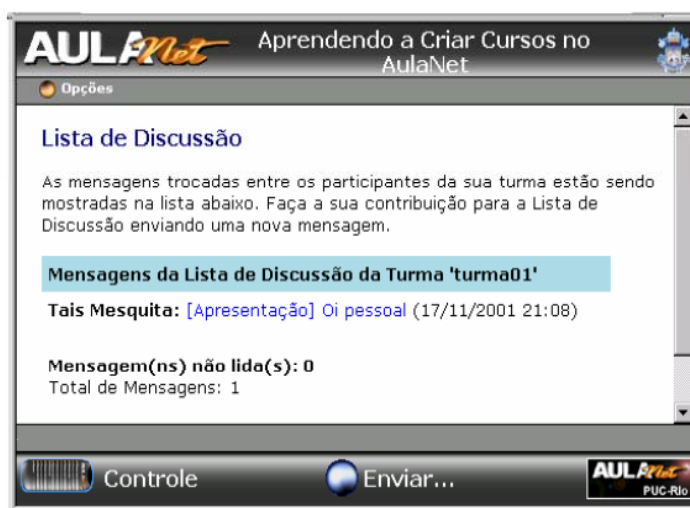 AULANet
Aprendendo a Criar Cursos no
AulaNet
Opções
Lista de Discussão
As mensagens trocadas entre os participantes da sua turma estão sendo
mostradas na lista abaixo. Faça a sua contribuição para a Lista de
Discussão enviando uma nova mensagem.
Mensagens da Lista de Discussão da Turma 'turma01'
Tais Mesquita: [Apresentação] Oi pessoal (17/11/2001 21:08)
Mensagem(ns) não lida(s): 0
Total de Mensagens: 1
Controle
Enviar...
AULANet
PUC-Rio